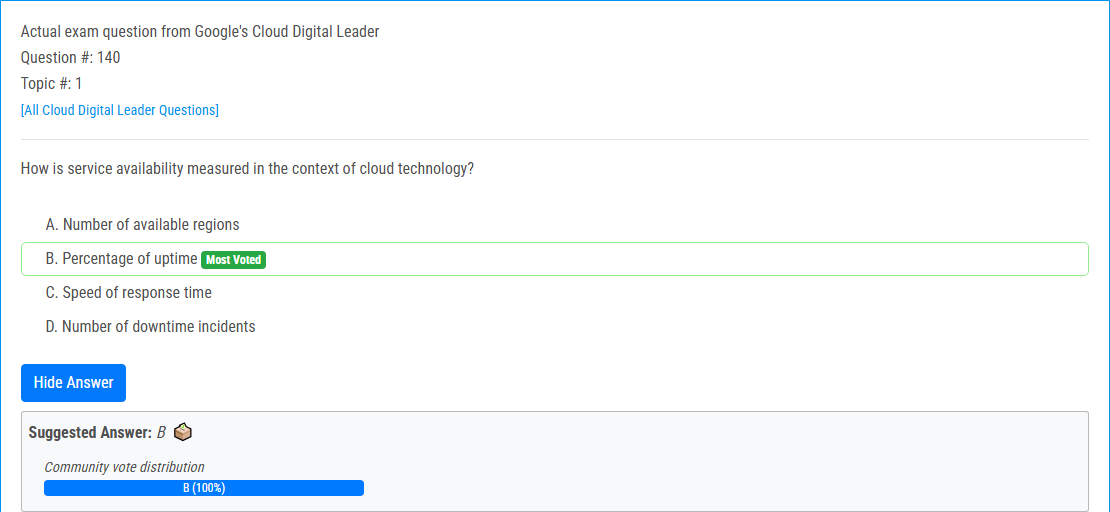 Actual exam question from Google's Cloud Digital Leader
Question #: 140
Topic #: 1
[All Cloud Digital Leader Questions]
How is service availability measured in the context of cloud technology?
A. Number of available regions
B. Percentage of uptime Most Voted
C. Speed of response time
D. Number of downtime incidents
Hide Answer
Suggested Answer: B
Community vote distribution
B (100%)